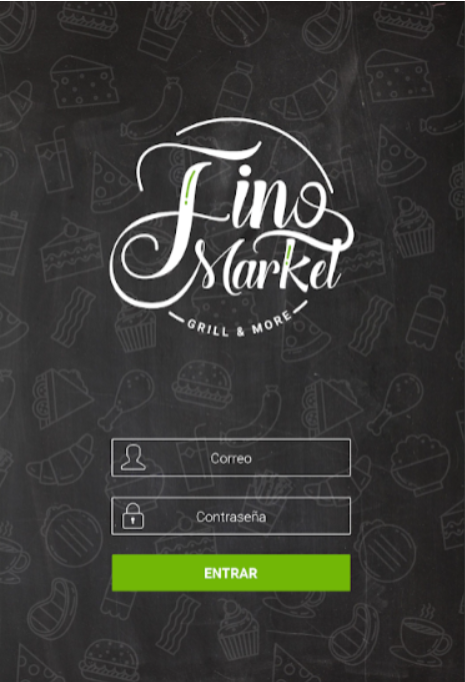 Fino
Market
GRILL & MORE
Correo
Contraseña
ENTRAR